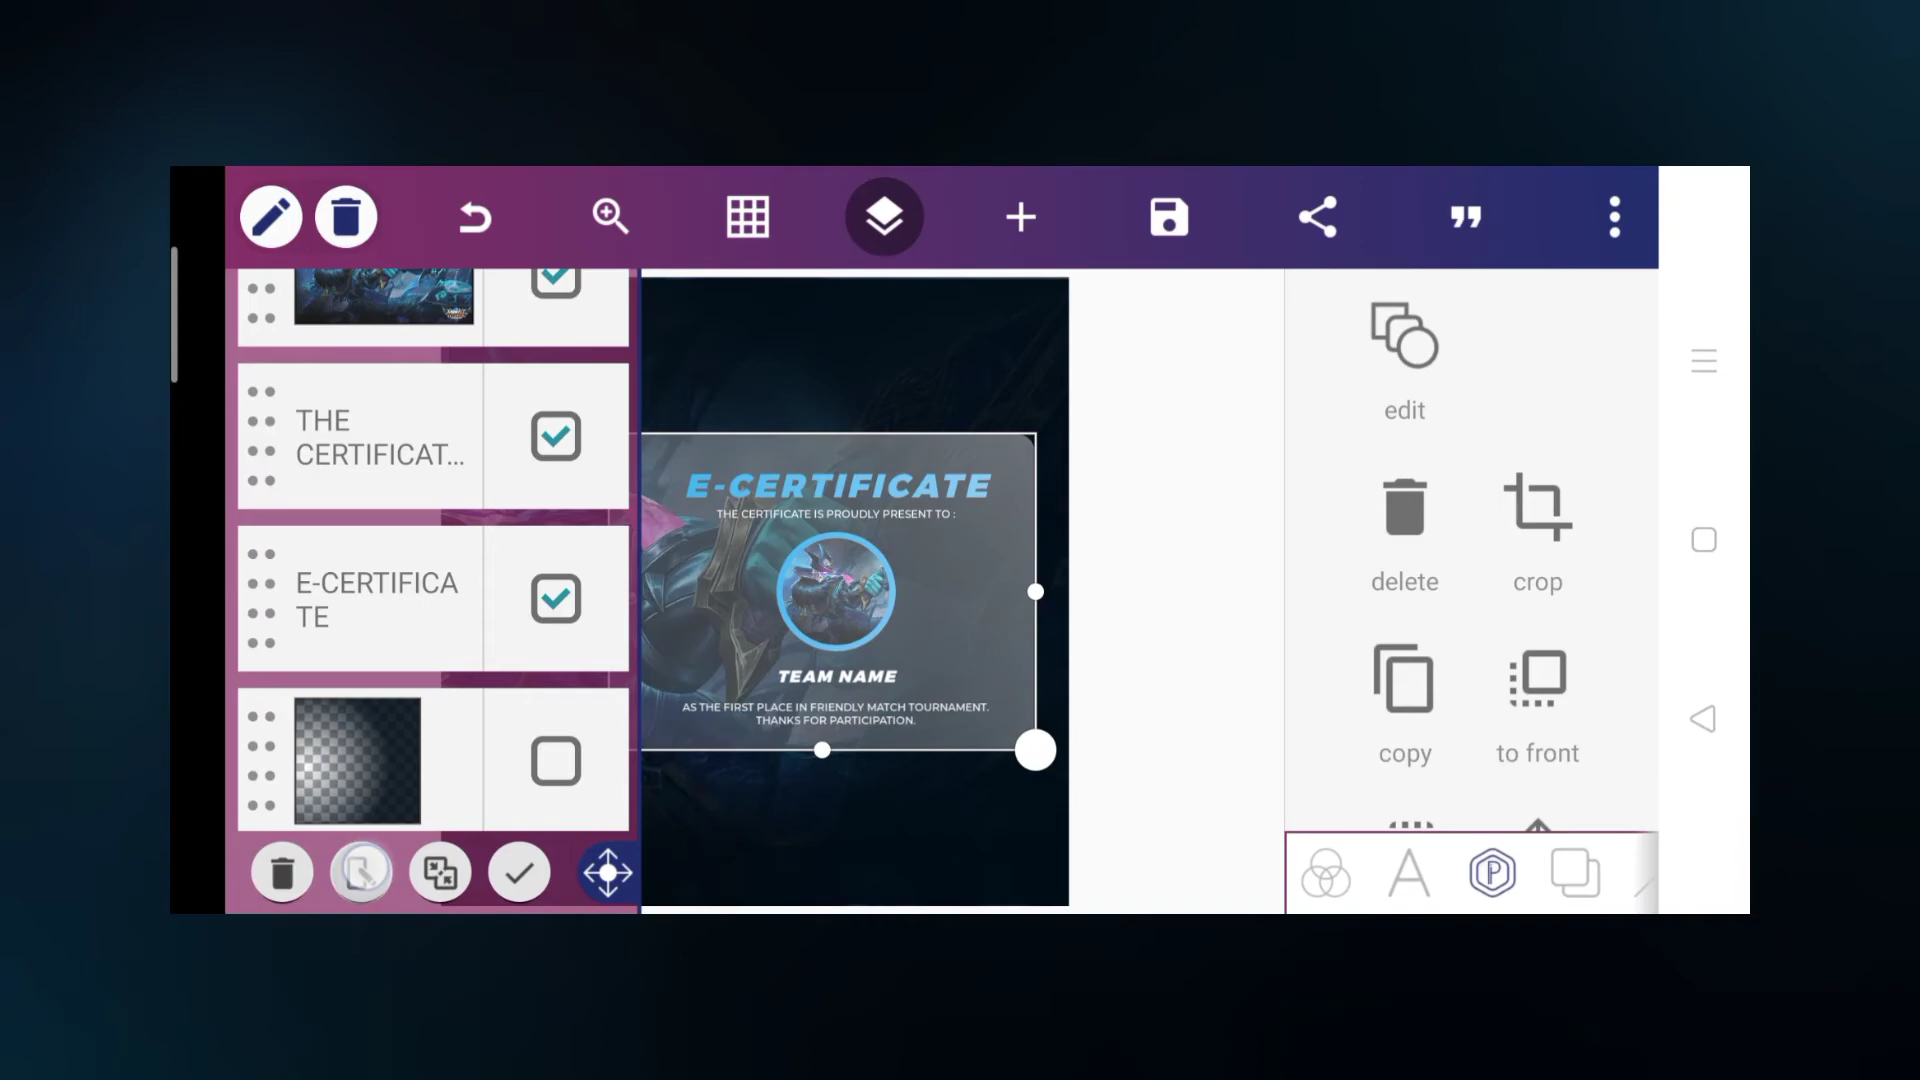 THE
CERTIFICAT...
E-CERTIFICA
TE
E-CERTIFICATE
THE CERTIFICATE IS PROUDLY PRESENT TO :
TEAM NAME
AS THE FIRST PLACE IN FRIENDLY MATCH TOURNAMENT.
THANKS FOR PARTICIPATION.
edit
delete
crop
copy
to front